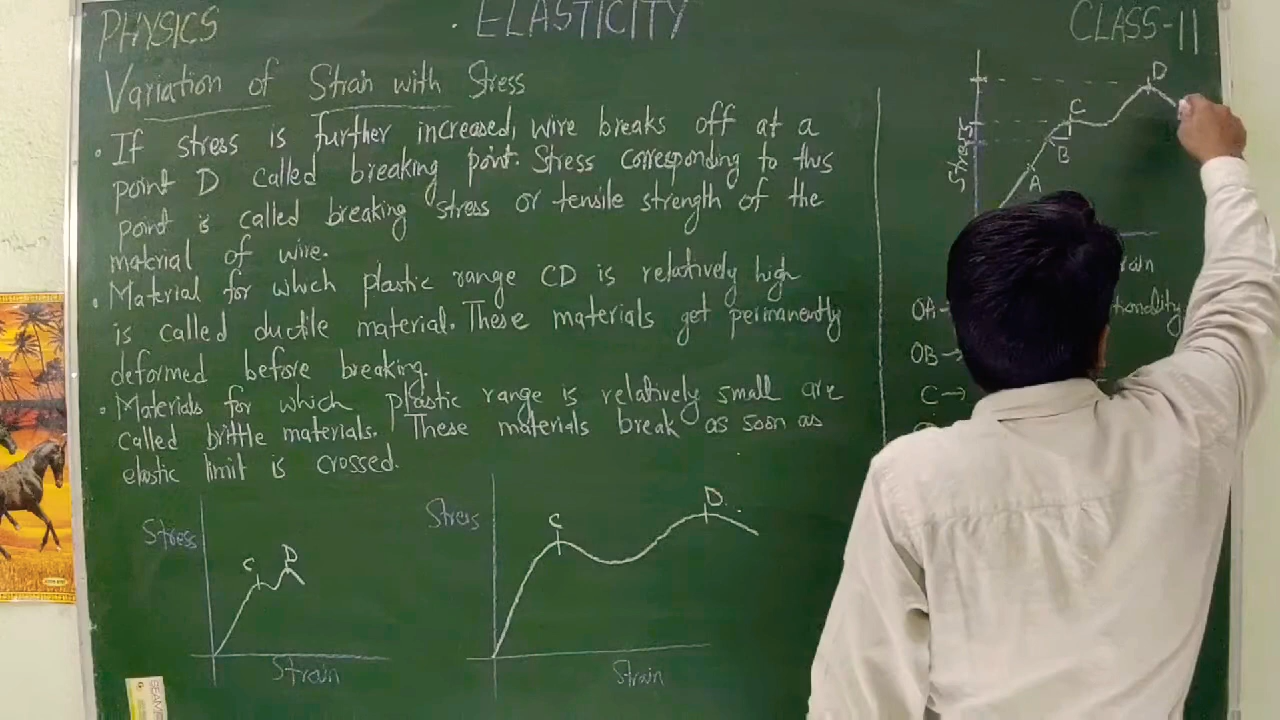 PHYSICS
ELASTICITY
CLASS-11
Variation of Strain with Stress
• If stress is further increased, wire breaks off at a
point D called breaking point. Stress corresponding to this
point is called breaking stress or tensile strength of the
material of wire.
• Material for which plastic range CD is relatively high
is called ductile material. These materials get permanently
deformed before breaking.
• Materials for which plastic range is relatively small are
called brittle materials. These materials break as soon as
elastic limit is crossed.
Stress
C
D
Strain
Stress
C
D
Strain
Stress
A
B
C
D
rain
OA→
tionality
OB→
C→